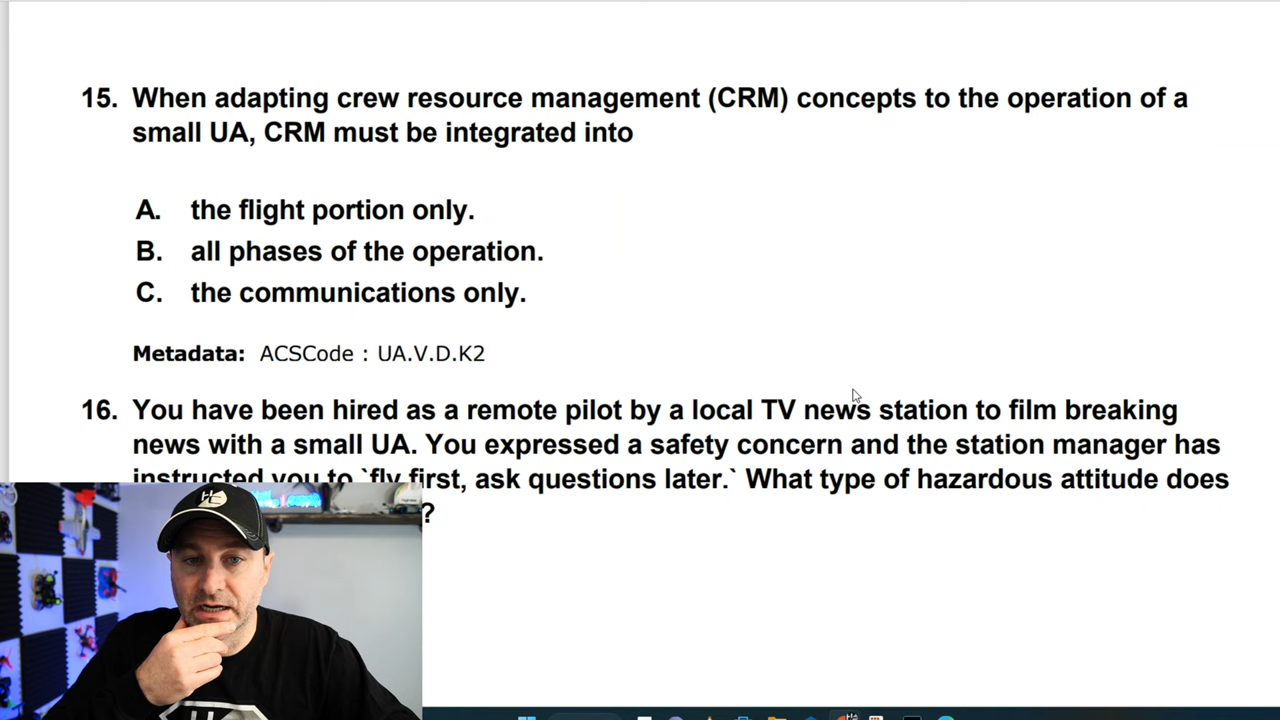 15. When adapting crew resource management (CRM) concepts to the operation of a
small UA, CRM must be integrated into
A. the flight portion only.
B. all phases of the operation.
C. the communications only.
Metadata: ACSCode : UA.V.D.K2
16. You have been hired as a remote pilot by a local TV news station to film breaking
news with a small UA. You expressed a safety concern and the station manager has
instructed you to `fly first, ask questions later.` What type of hazardous attitude does
?